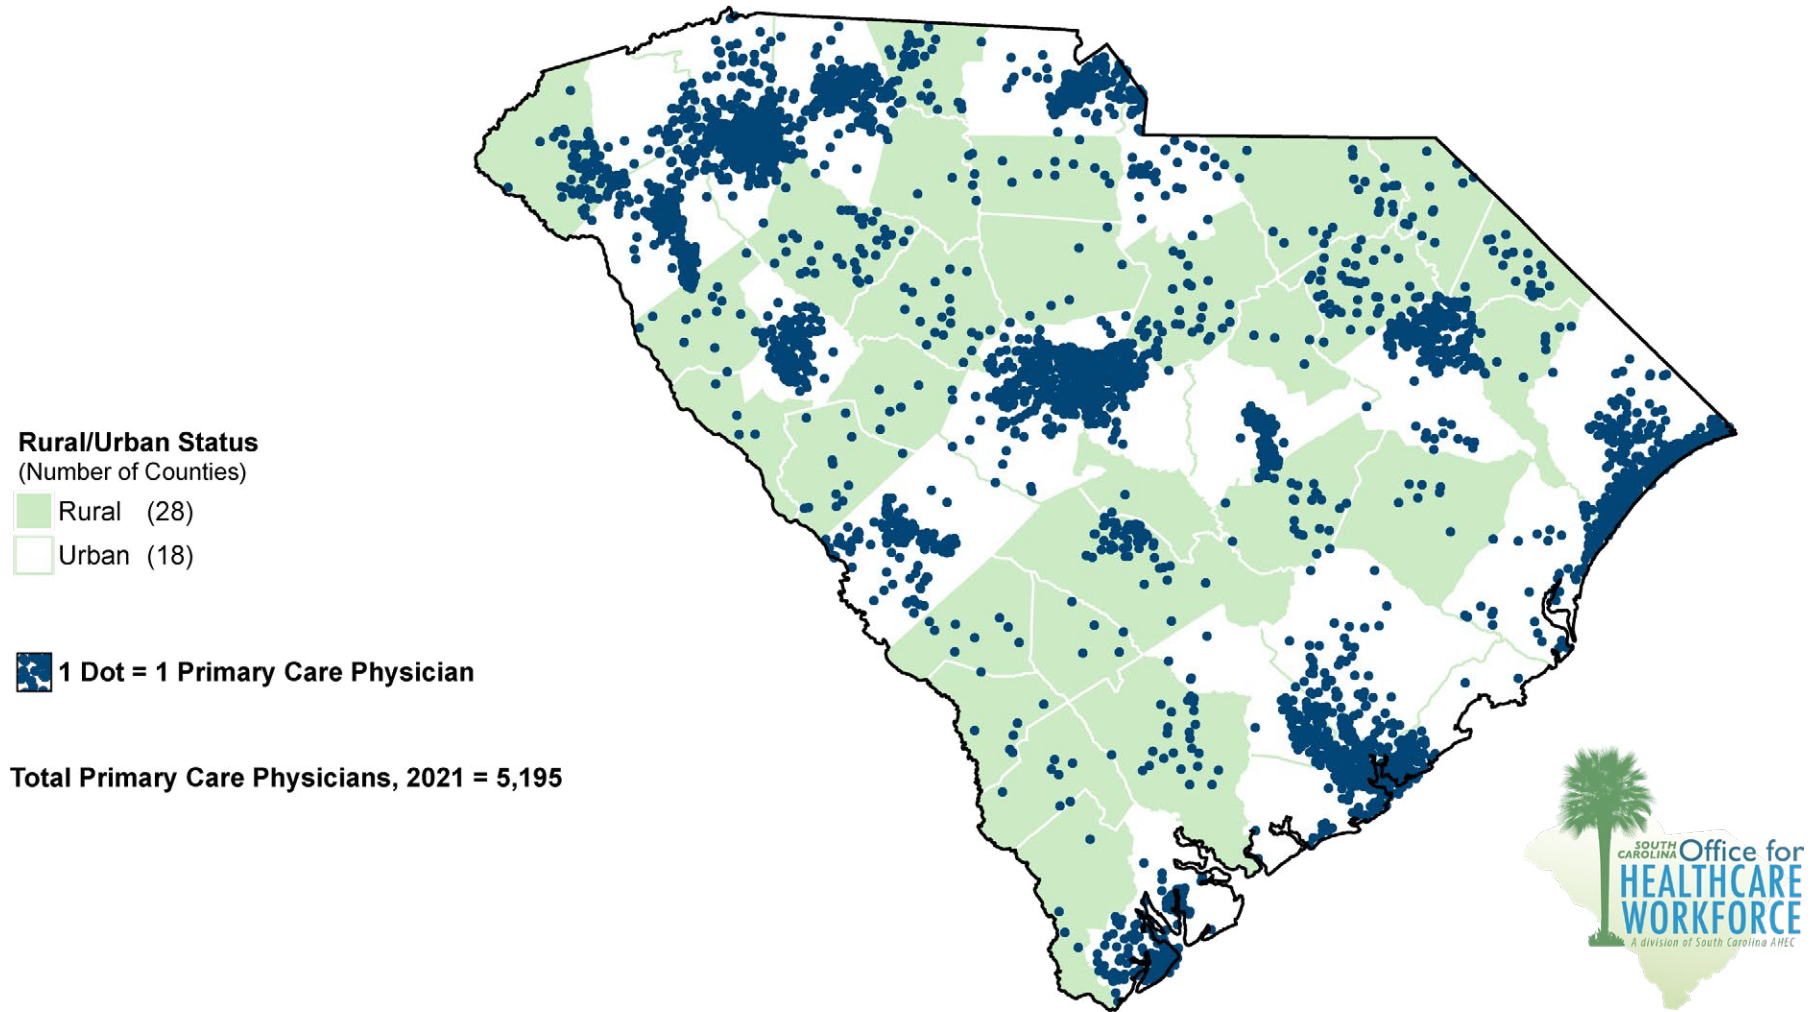 Rural/Urban Status
(Number of Counties)
Rural (28)
Urban (18)
1 Dot = 1 Primary Care Physician
Total Primary Care Physicians, 2021 = 5,195
SOUTH CAROLINA Office for
HEALTHCARE
WORKFORCE
A division of South Carolina AHEC